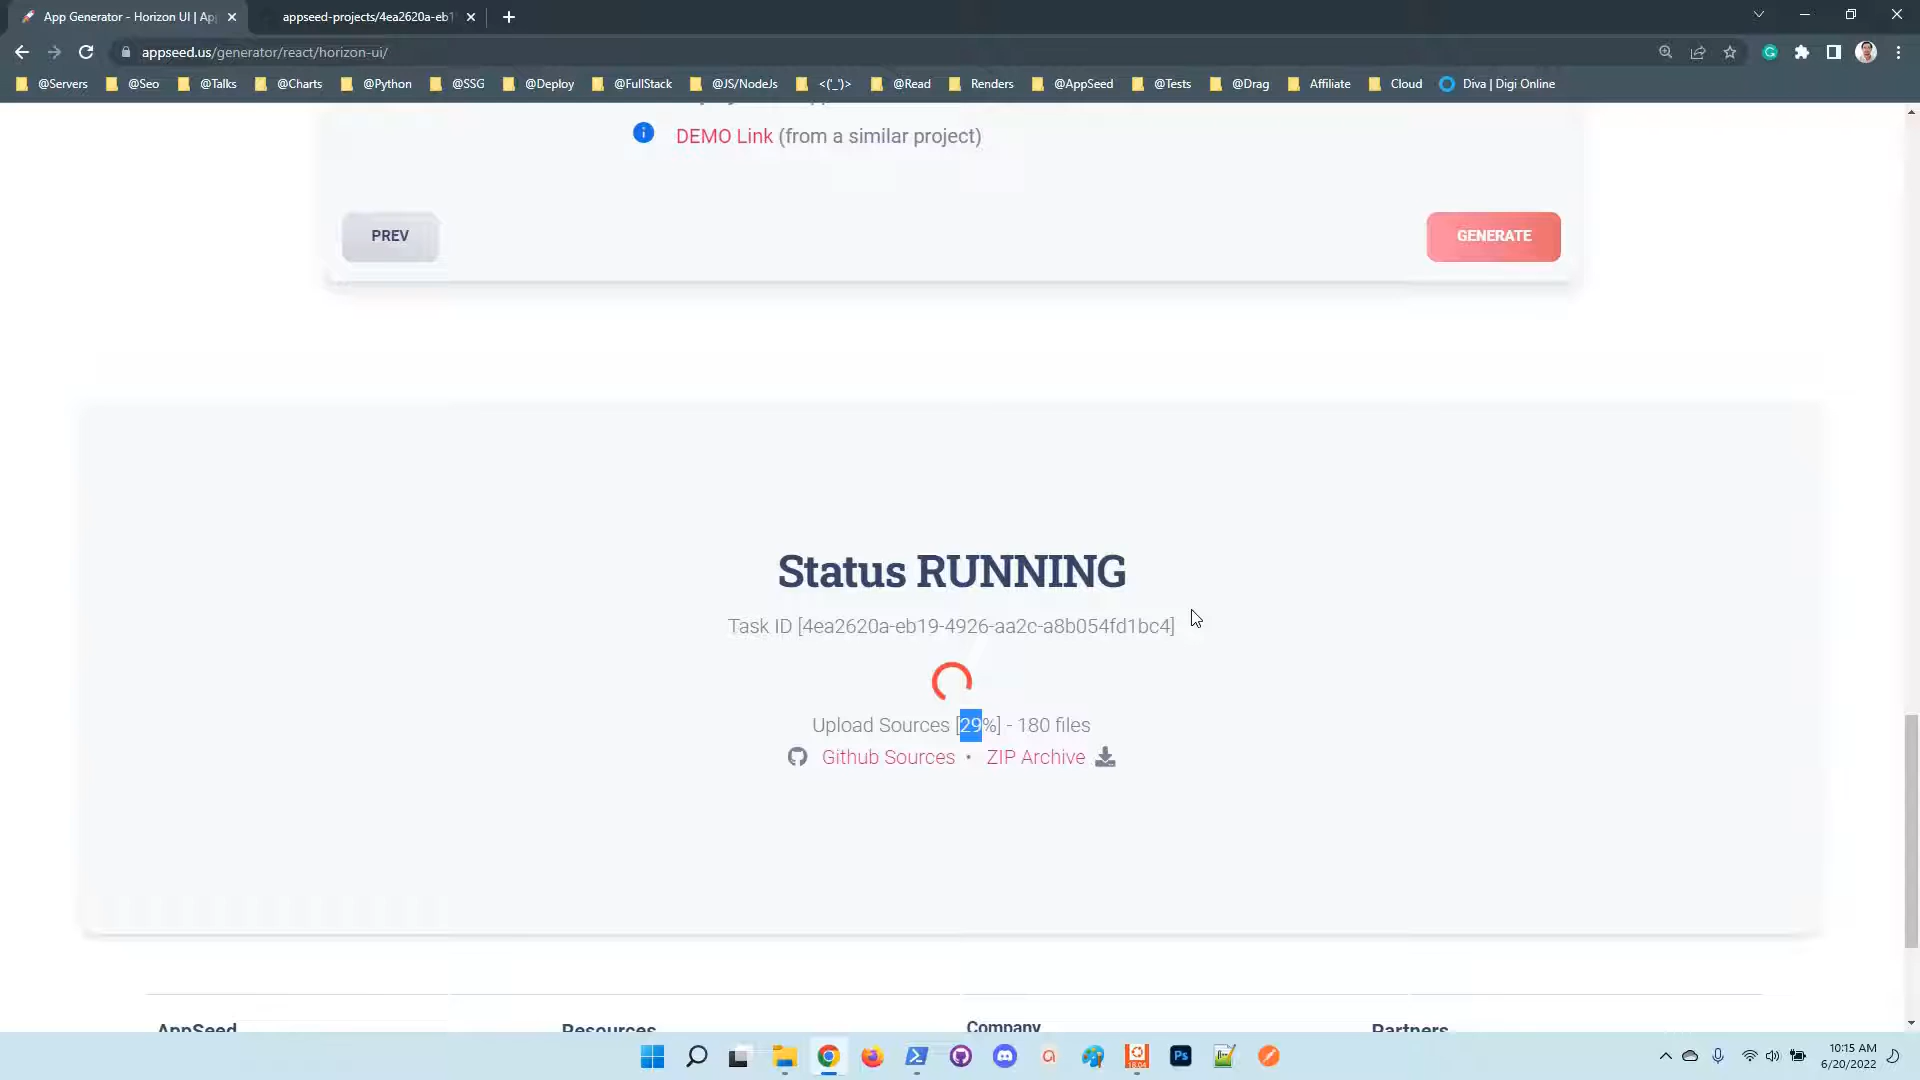 App Generator - Horizon UI | Ap
appseed-projects/4ea2620a-eb1
appseed.us/generator/react/horizon-ui/
@Servers
@Seo
@Talks
@Charts
@Python
@SSG
@Deploy
@FullStack
@JS/NodeJs
<('_')>
@Read
Renders
@AppSeed
@Tests
@Drag
Affiliate
Cloud
Diva | Digi Online
DEMO Link (from a similar project)
PREV
GENERATE
Status RUNNING
Task ID [4ea2620a-eb19-4926-aa2c-a8b054fd1bc4]
Upload Sources [29%] - 180 files
Github Sources • ZIP Archive
AppSeed
Resources
Company
Partners
18.04
Ps
10:15 AM
6/20/2022